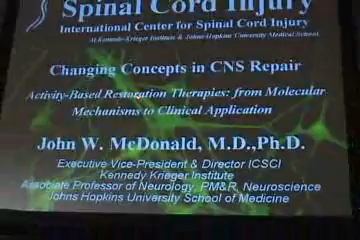 Spinal Cord Injury
International Center for Spinal Cord Injury
At Kennedy-Krieger Institute & Johns-Hopkins University Medical School
Changing Concepts in CNS Repair
Activity-Based Restoration Therapies: from Molecular
Mechanisms to Clinical Application
John W. McDonald, M.D.,Ph.D.
Executive Vice-President & Director ICSCI
Kennedy Krieger Institute
Associate Professor of Neurology, PM&R, Neuroscience
Johns Hopkins University School of Medicine